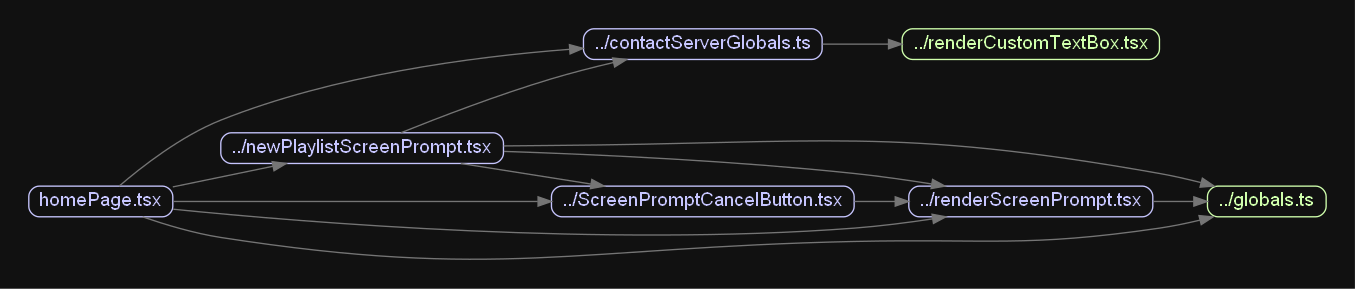 ../contactServerGlobals.ts
../renderCustomTextBox.tsx
../newPlaylistScreenPrompt.tsx
homePage.tsx
../ScreenPromptCancelButton.tsx
../renderScreenPrompt.tsx
../globals.ts